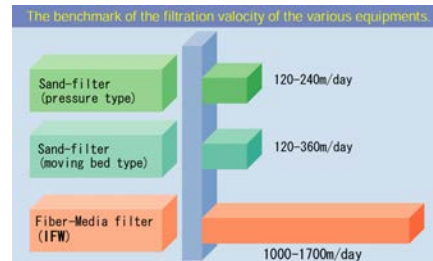 The benchmark of the filtration valocity of the various equipments.
Sand-filter
(pressure type)
120-240m/day
Sand-filter
(moving bed type)
120-360m/day
Fiber-Media filter
(IFW)
1000-1700m/day